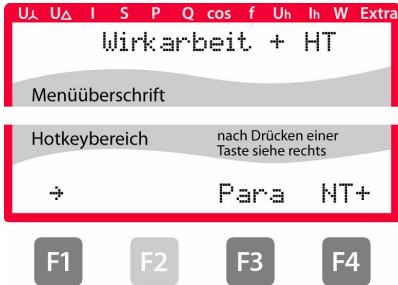 U⅄ U△ I S P Q cos f Uh Ih W Extra
Wirkarbeit + HT
Menüüberschrift
Hotkeybereich
nach Drücken einer
Taste siehe rechts
→ Para NT+
F1 F2 F3 F4